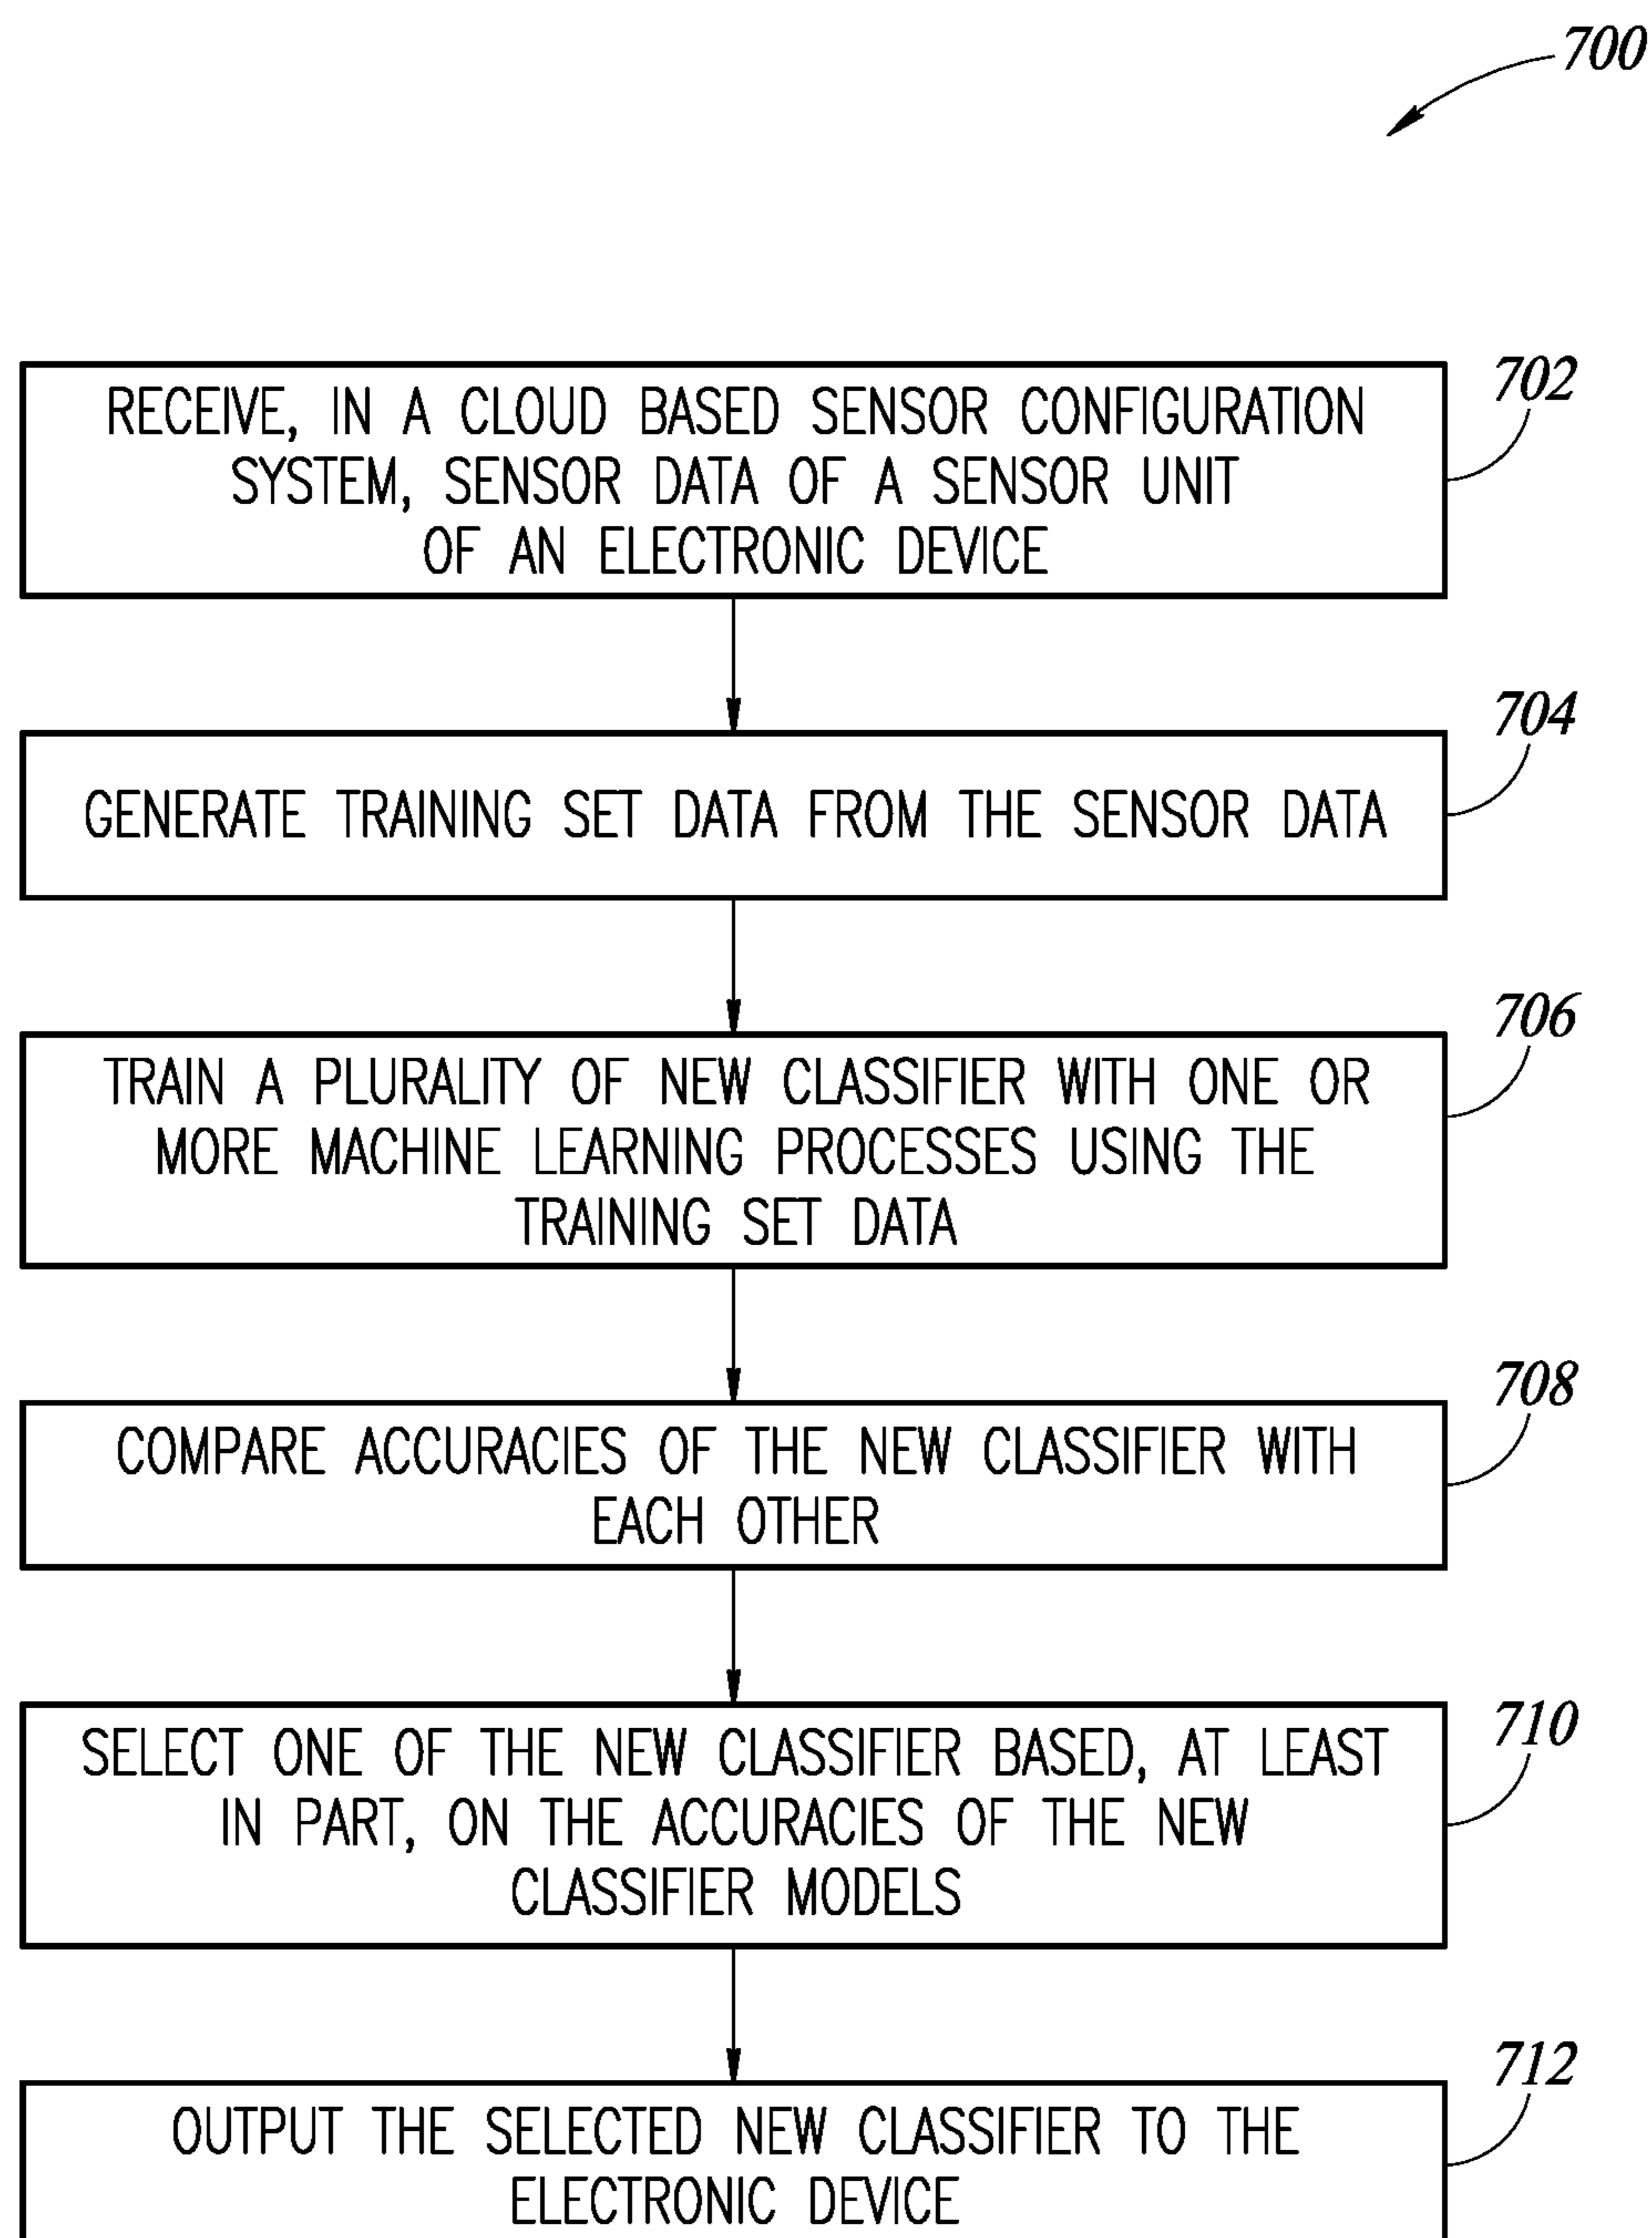 700
702
RECEIVE, IN A CLOUD BASED SENSOR CONFIGURATION
SYSTEM, SENSOR DATA OF A SENSOR UNIT
OF AN ELECTRONIC DEVICE
704
GENERATE TRAINING SET DATA FROM THE SENSOR DATA
706
TRAIN A PLURALITY OF NEW CLASSIFIER WITH ONE OR
MORE MACHINE LEARNING PROCESSES USING THE
TRAINING SET DATA
708
COMPARE ACCURACIES OF THE NEW CLASSIFIER WITH
EACH OTHER
710
SELECT ONE OF THE NEW CLASSIFIER BASED, AT LEAST
IN PART, ON THE ACCURACIES OF THE NEW
CLASSIFIER MODELS
712
OUTPUT THE SELECTED NEW CLASSIFIER TO THE
ELECTRONIC DEVICE